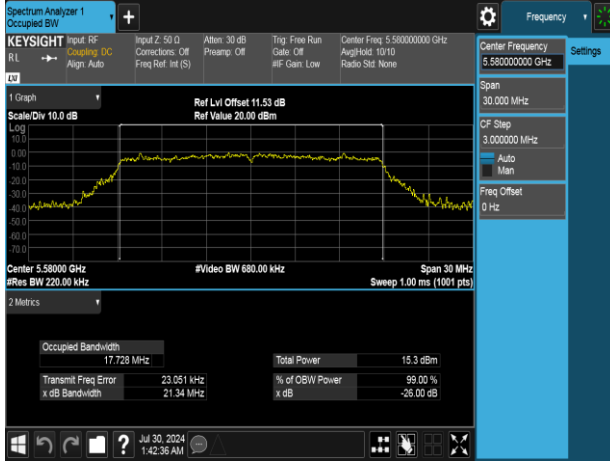 Spectrum Analyzer 1
Occupied BW
Frequency
KEYSIGHT
RL
Input: RF
Coupling: DC
Align: Auto
Input Z: 50 Ω
Corrections: Off
Freq Ref: Int (S)
Atten: 30 dB
Preamp: Off
Trig: Free Run
Gate: Off
#IF Gain: Low
Center Freq: 5.580000000 GHz
Avg|Hold: 10/10
Radio Std: None
LXI
Center Frequency
5.580000000 GHz
Settings
Span
30.000 MHz
CF Step
3.000000 MHz
Auto
Man
Freq Offset
0 Hz
1 Graph
Scale/Div 10.0 dB
Ref Lvl Offset 11.53 dB
Ref Value 20.00 dBm
Log
10.0
0.00
-10.0
-20.0
-30.0
-40.0
-50.0
-60.0
-70.0
Center 5.58000 GHz
#Res BW 220.00 kHz
#Video BW 680.00 kHz
Span 30 MHz
Sweep 1.00 ms (1001 pts)
2 Metrics
Occupied Bandwidth
17.728 MHz
Total Power 15.3 dBm
Transmit Freq Error 23.051 kHz
% of OBW Power 99.00 %
x dB Bandwidth 21.34 MHz
x dB -26.00 dB
Jul 30, 2024
1:42:36 AM